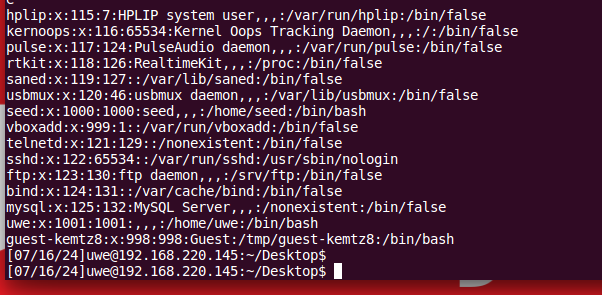 hplip:x:115:7:HPLIP system user,,,:/var/run/hplip:/bin/false
kernoops:x:116:65534:Kernel Oops Tracking Daemon,,,:/:/bin/false
pulse:x:117:124:PulseAudio daemon,,,:/var/run/pulse:/bin/false
rtkit:x:118:126:RealtimeKit,,,:/proc:/bin/false
saned:x:119:127::/var/lib/saned:/bin/false
usbmux:x:120:46:usbmux daemon,,,:/var/lib/usbmux:/bin/false
seed:x:1000:1000:seed,,,:/home/seed:/bin/bash
vboxadd:x:999:1::/var/run/vboxadd:/bin/false
telnetd:x:121:129::/nonexistent:/bin/false
sshd:x:122:65534::/var/run/sshd:/usr/sbin/nologin
ftp:x:123:130:ftp daemon,,,:/srv/ftp:/bin/false
bind:x:124:131::/var/cache/bind:/bin/false
mysql:x:125:132:MySQL Server,,,:/nonexistent:/bin/false
uwe:x:1001:1001:,,,:/home/uwe:/bin/bash
guest-kemtz8:x:998:998:Guest:/tmp/guest-kemtz8:/bin/bash
[07/16/24]uwe@192.168.220.145:~/Desktop$
[07/16/24]uwe@192.168.220.145:~/Desktop$